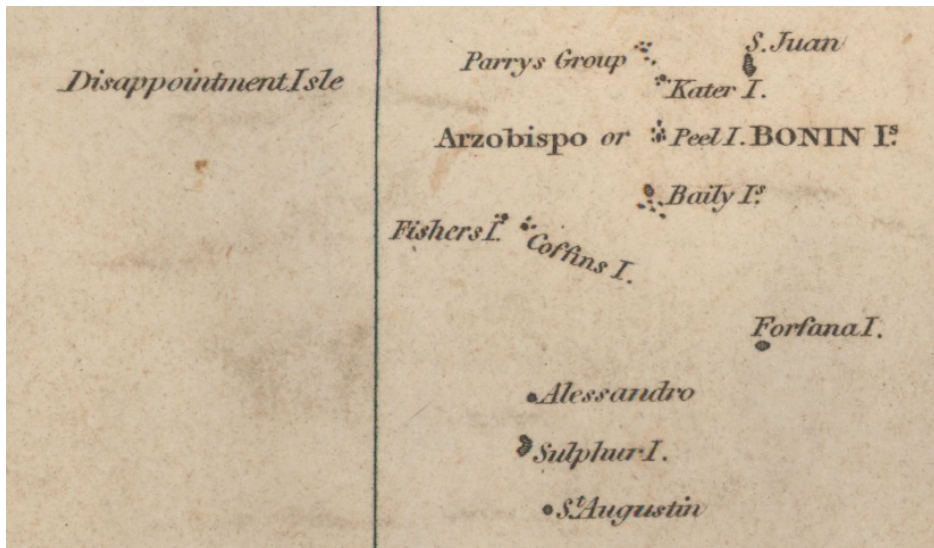 S. Juan
Parrys Group
Disappointment Isle
Kater I.
Arzobispo or Peel I. BONIN Is.
Baily Is.
Fishers I.
Coffins I.
Forfana I.
Alessandro
Sulphur I.
St. Augustin